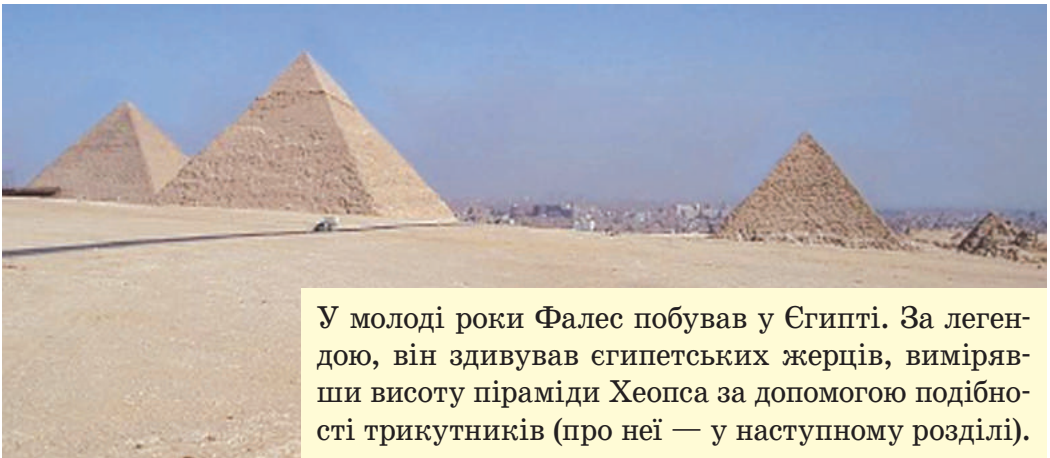 У молоді роки Фалес побував у Єгипті. За леген-
дою, він здивував єгипетських жерців, виміряв-
ши висоту піраміди Хеопса за допомогою подібно-
сті трикутників (про неї — у наступному розділі).